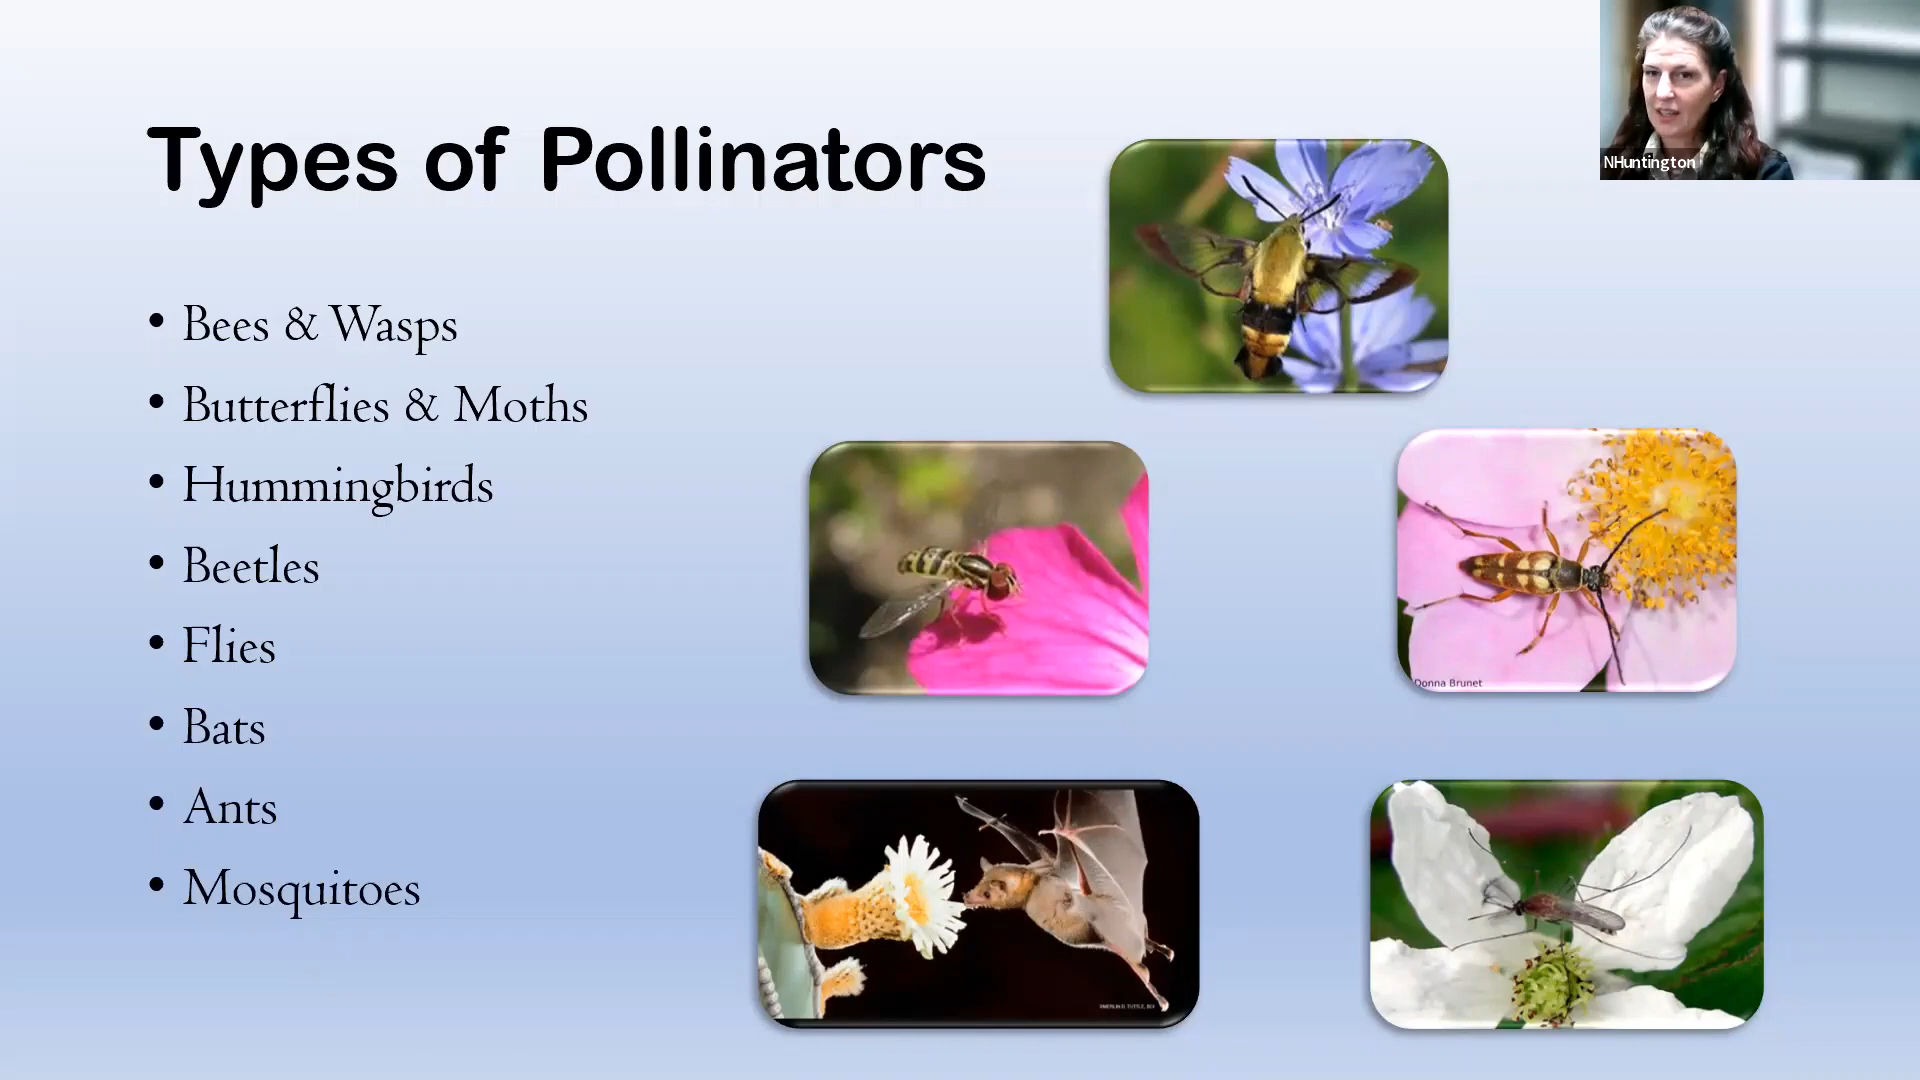 Types of Pollinators
NHuntington
• Bees & Wasps
• Butterflies & Moths
• Hummingbirds
• Beetles
• Flies
• Bats
• Ants
• Mosquitoes
Donna Brunet